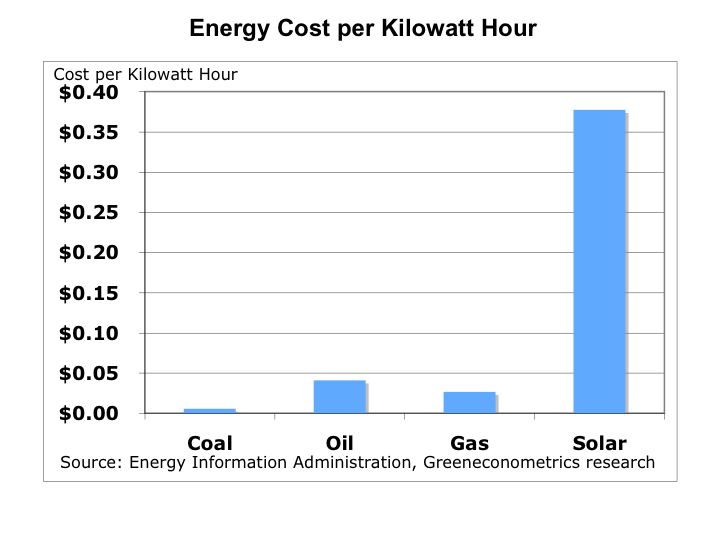 Energy Cost per Kilowatt Hour
Cost per Kilowatt Hour
$0.40
$0.35
$0.30
$0.25
$0.20
$0.15
$0.10
$0.05
$0.00
Coal Oil Gas Solar
Source: Energy Information Administration, Greeneconometrics research